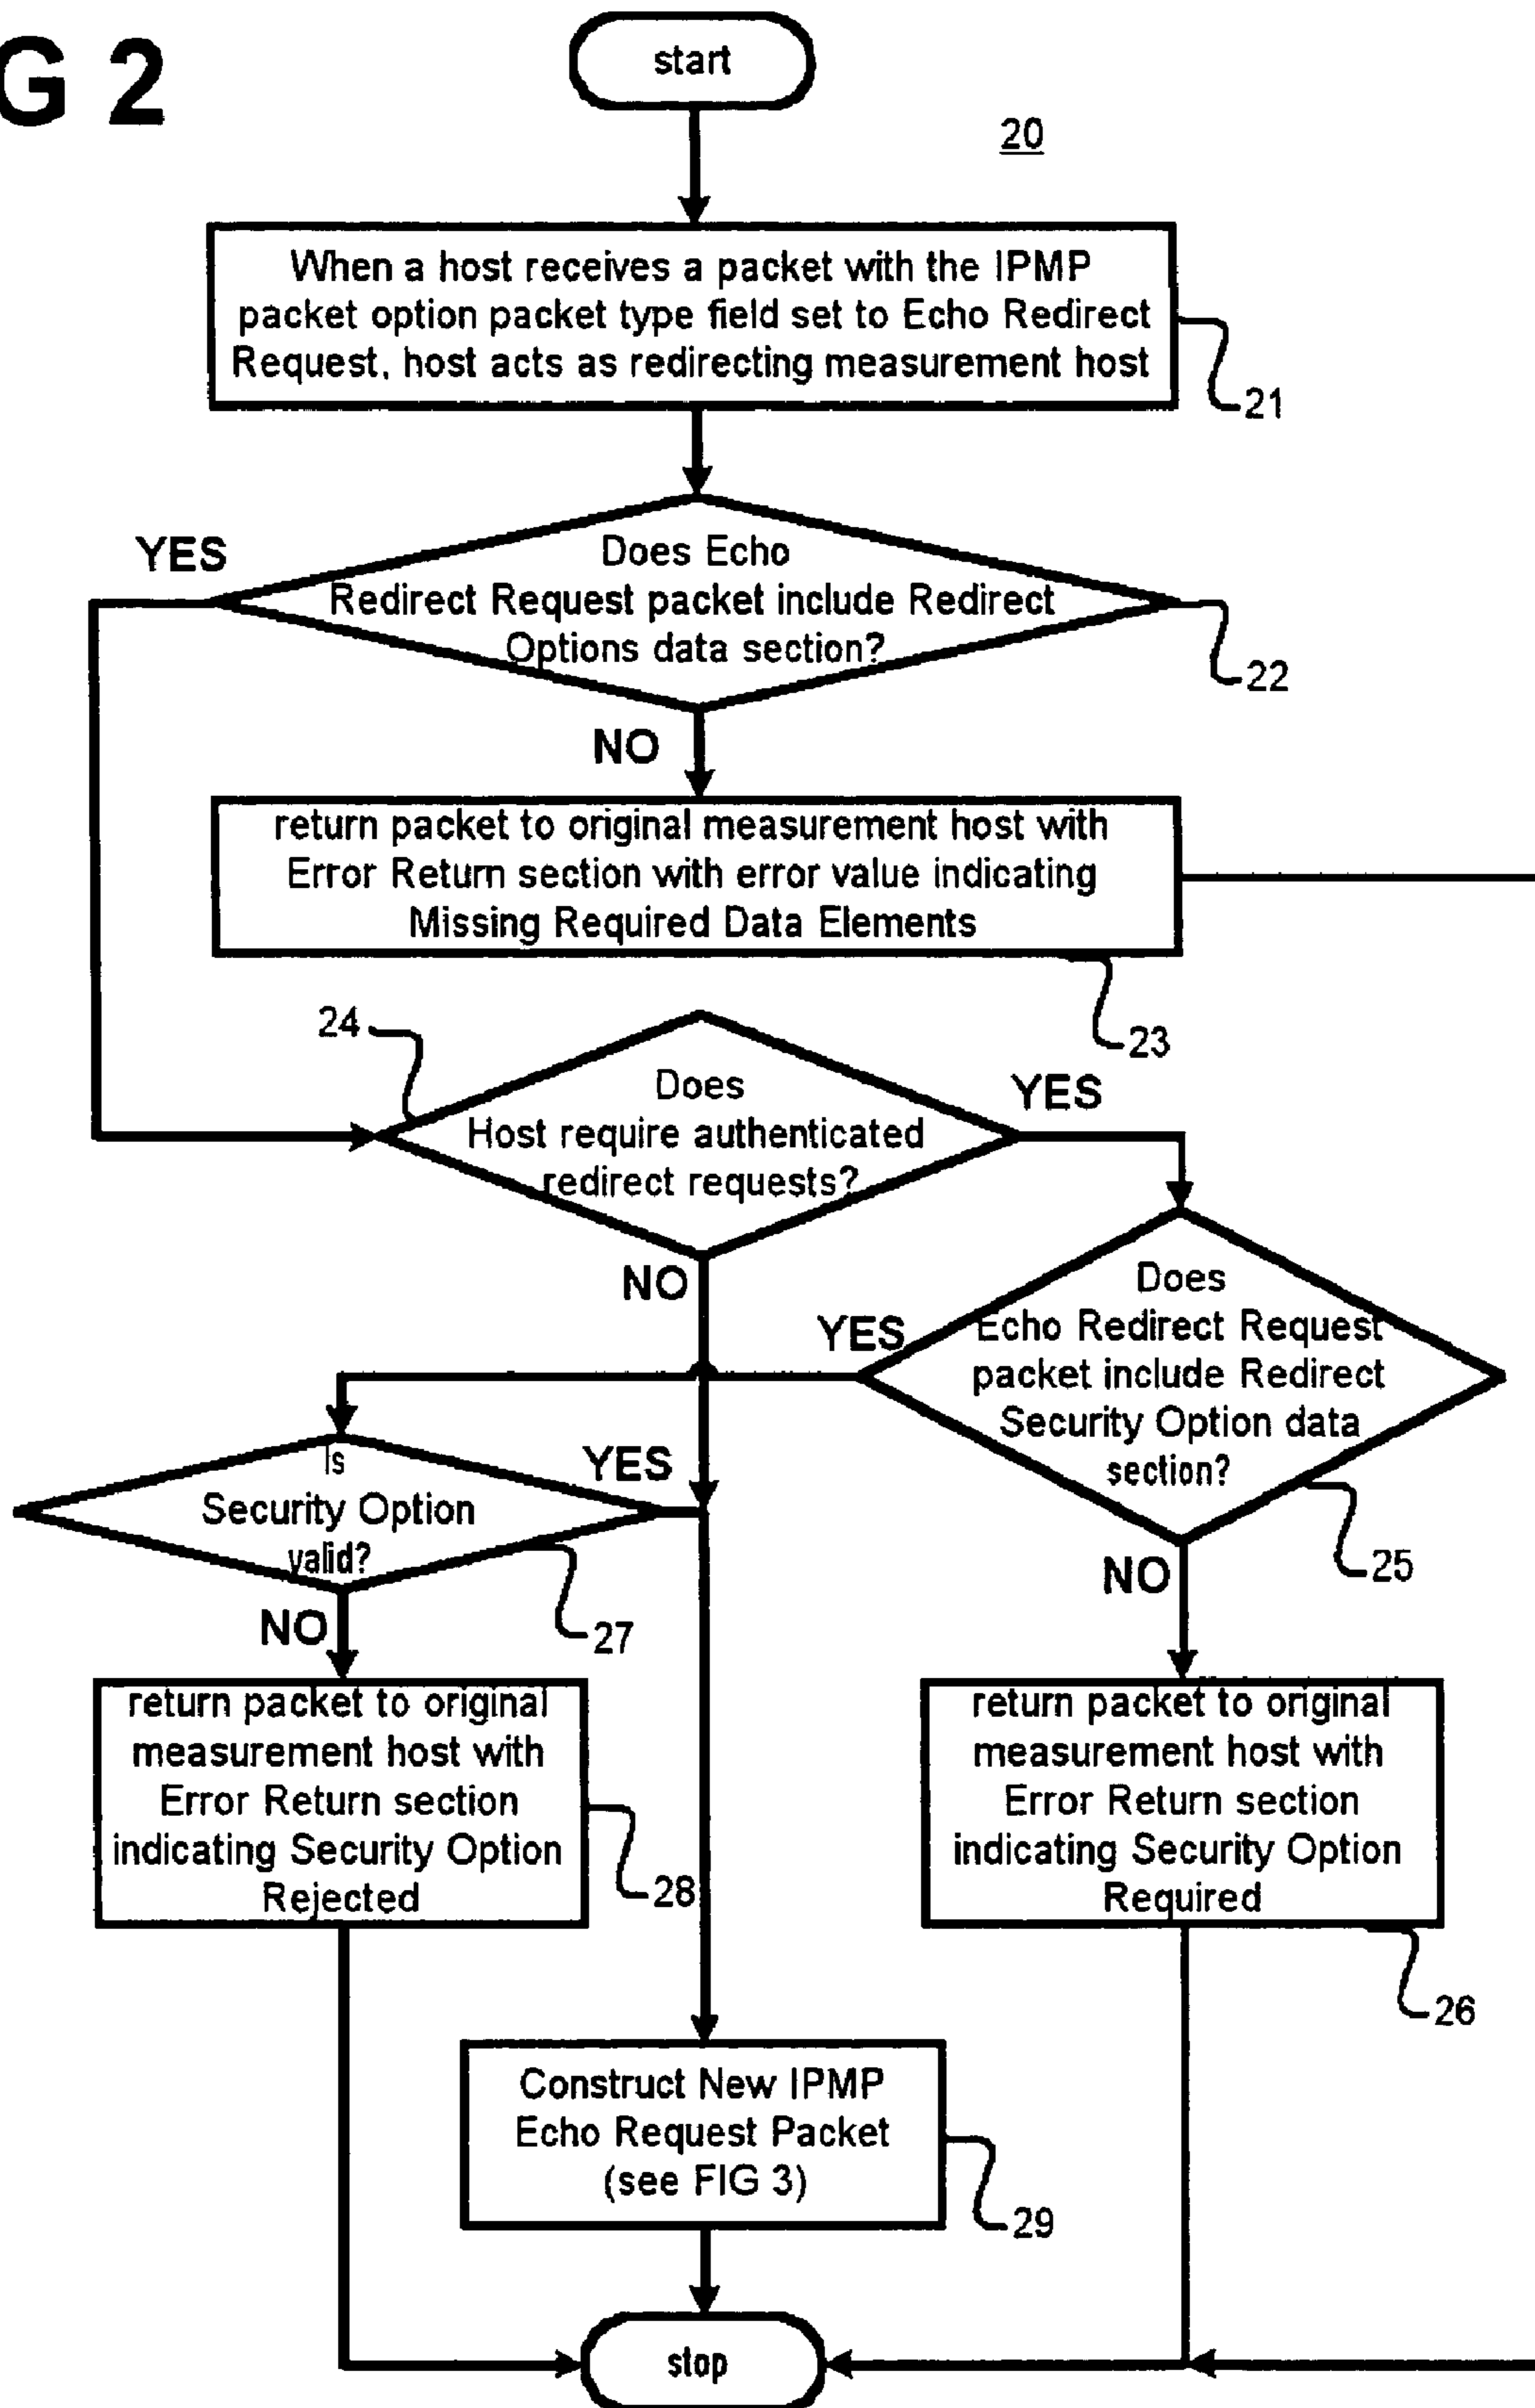 G 2
start
20
When a host receives a packet with the IPMP
packet option packet type field set to Echo Redirect
Request, host acts as redirecting measurement host
21
YES
Does Echo
Redirect Request packet include Redirect
Options data section?
22
NO
return packet to original measurement host with
Error Return section with error value indicating
Missing Required Data Elements
23
24
Does
Host require authenticated
redirect requests?
YES
NO
YES
Does
Echo Redirect Request
packet include Redirect
Security Option data
section?
25
Is
Security Option
valid?
YES
27
NO
NO
return packet to original
measurement host with
Error Return section
indicating Security Option
Rejected
28
return packet to original
measurement host with
Error Return section
indicating Security Option
Required
26
Construct New IPMP
Echo Request Packet
(see FIG 3)
29
stop